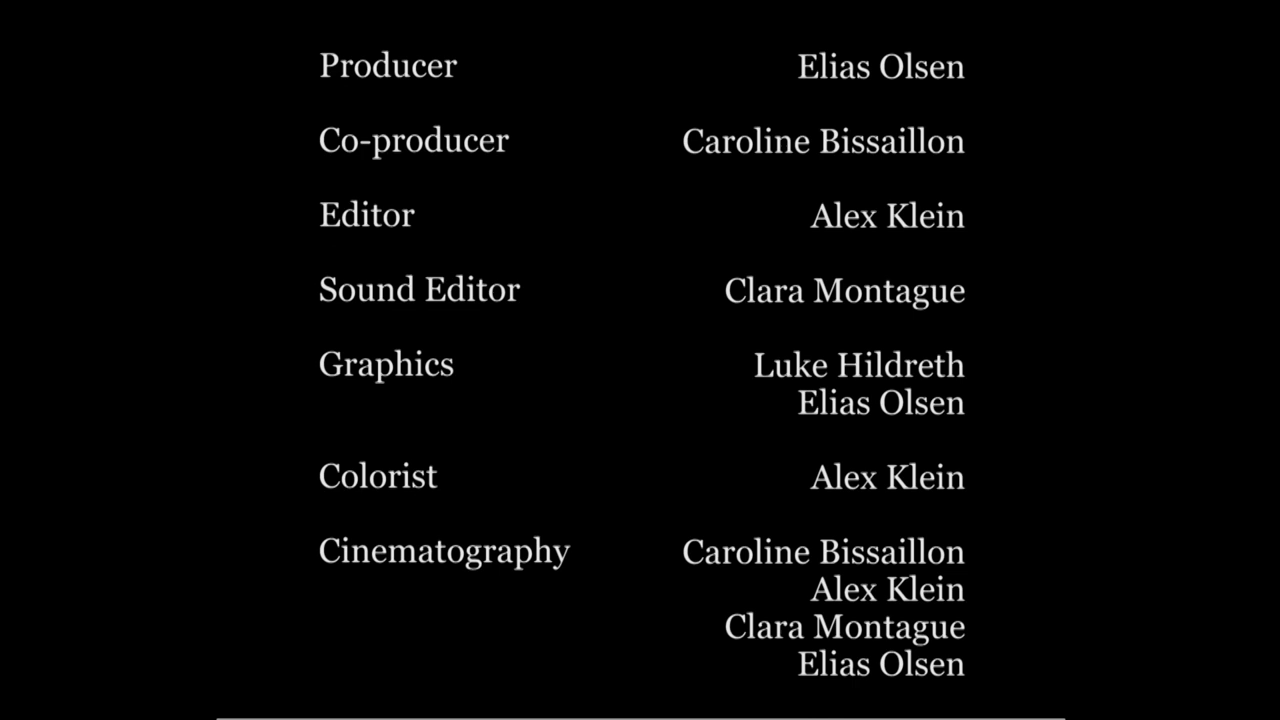 Producer Elias Olsen
Co-producer Caroline Bissaillon
Editor Alex Klein
Sound Editor Clara Montague
Graphics Luke Hildreth
Elias Olsen
Colorist Alex Klein
Cinematography Caroline Bissaillon
Alex Klein
Clara Montague
Elias Olsen